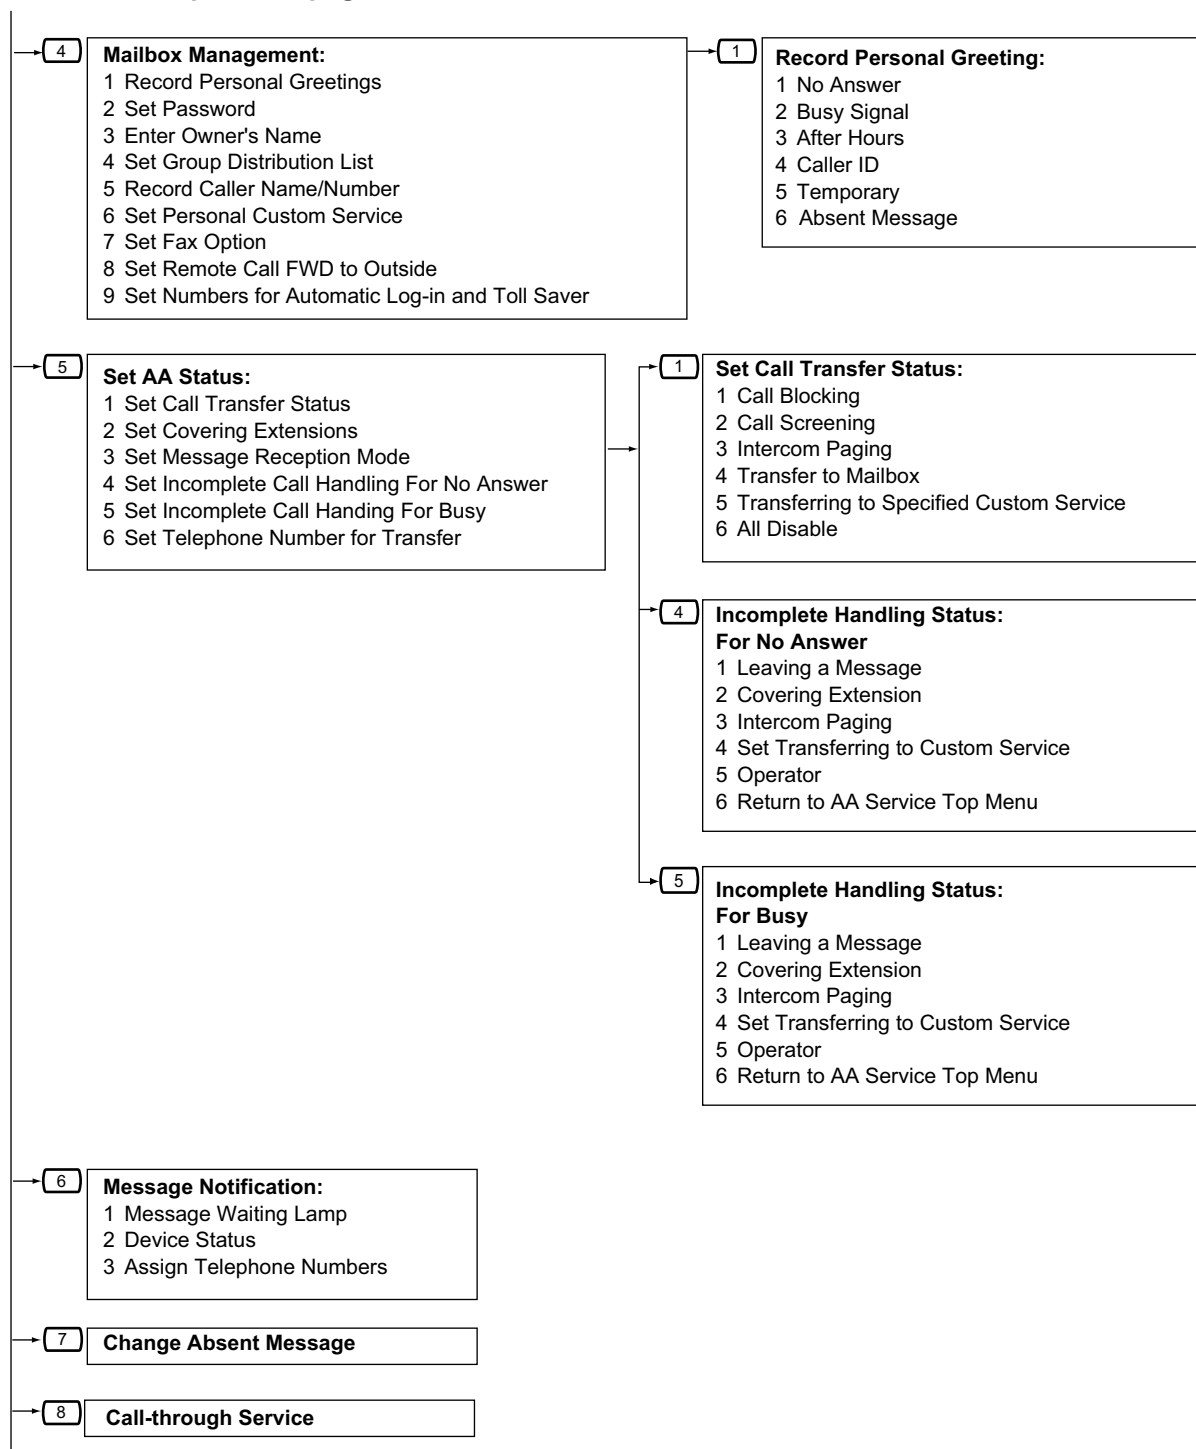 4
Mailbox Management:
1 Record Personal Greetings
2 Set Password
3 Enter Owner's Name
4 Set Group Distribution List
5 Record Caller Name/Number
6 Set Personal Custom Service
7 Set Fax Option
8 Set Remote Call FWD to Outside
9 Set Numbers for Automatic Log-in and Toll Saver
1
Record Personal Greeting:
1 No Answer
2 Busy Signal
3 After Hours
4 Caller ID
5 Temporary
6 Absent Message
5
Set AA Status:
1 Set Call Transfer Status
2 Set Covering Extensions
3 Set Message Reception Mode
4 Set Incomplete Call Handling For No Answer
5 Set Incomplete Call Handing For Busy
6 Set Telephone Number for Transfer
1
Set Call Transfer Status:
1 Call Blocking
2 Call Screening
3 Intercom Paging
4 Transfer to Mailbox
5 Transferring to Specified Custom Service
6 All Disable
4
Incomplete Handling Status:
For No Answer
1 Leaving a Message
2 Covering Extension
3 Intercom Paging
4 Set Transferring to Custom Service
5 Operator
6 Return to AA Service Top Menu
5
Incomplete Handling Status:
For Busy
1 Leaving a Message
2 Covering Extension
3 Intercom Paging
4 Set Transferring to Custom Service
5 Operator
6 Return to AA Service Top Menu
6
Message Notification:
1 Message Waiting Lamp
2 Device Status
3 Assign Telephone Numbers
7
Change Absent Message
8
Call-through Service